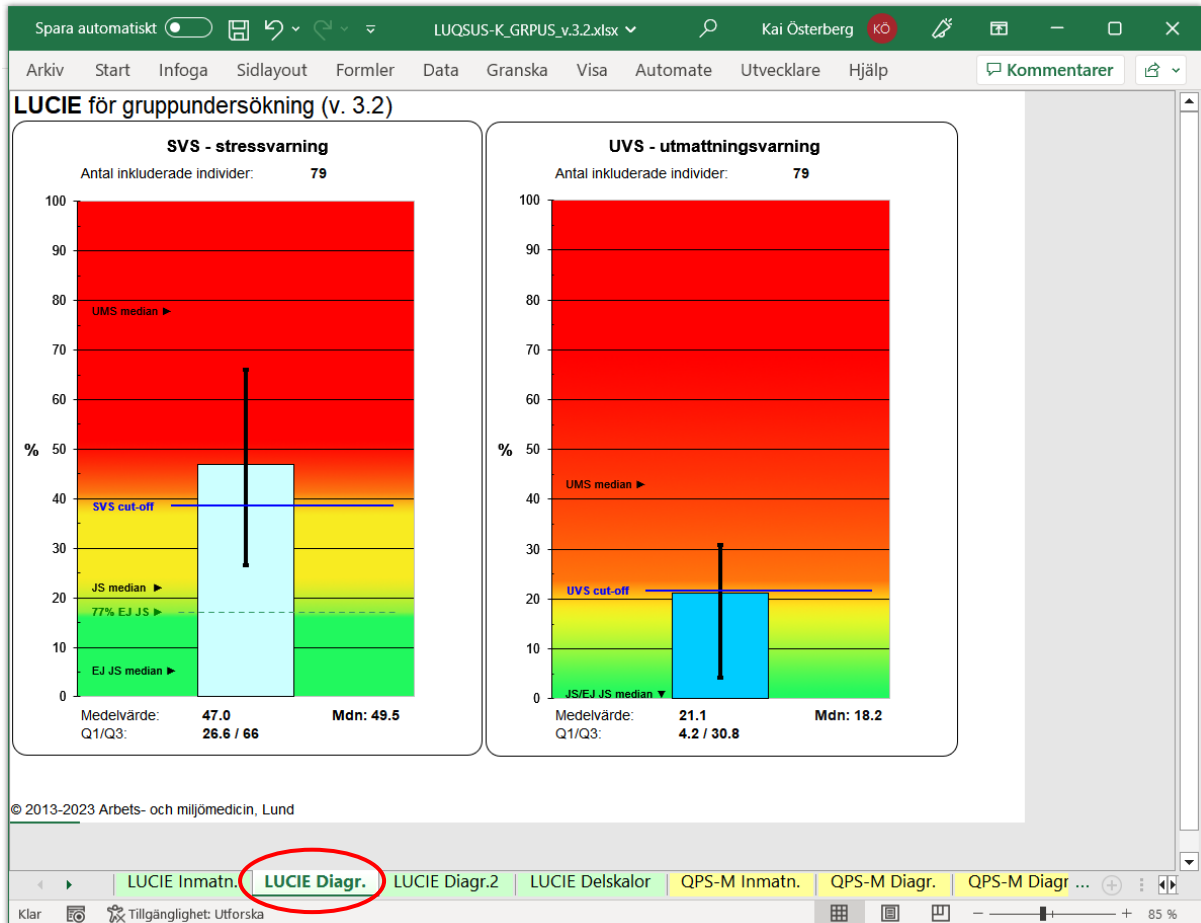 Spara automatiskt
LUQSUS-K_GRPUS_v.3.2.xlsx
Kai Österberg
KÖ
Arkiv Start Infoga Sidlayout Formler Data Granska Visa Automate Utvecklare Hjälp Kommentarer
LUCIE för gruppundersökning (v. 3.2)
SVS - stressvarning
Antal inkluderade individer: 79
100
90
80
UMS median ►
70
60
% 50
40
SVS cut-off
30
JS median ►
20
77% EJ JS ►
10
EJ JS median ►
0
Medelvärde: 47.0 Mdn: 49.5
Q1/Q3: 26.6 / 66
UVS - utmattningsvarning
Antal inkluderade individer: 79
100
90
80
70
60
% 50
UMS median ►
40
30
UVS cut-off
20
10
JS/EJ JS median ▼
0
Medelvärde: 21.1 Mdn: 18.2
Q1/Q3: 4.2 / 30.8
© 2013-2023 Arbets- och miljömedicin, Lund
LUCIE Inmatn. LUCIE Diagr. LUCIE Diagr.2 LUCIE Delskalor QPS-M Inmatn. QPS-M Diagr. QPS-M Diagr ...
Klar Tillgänglighet: Utforska 85 %